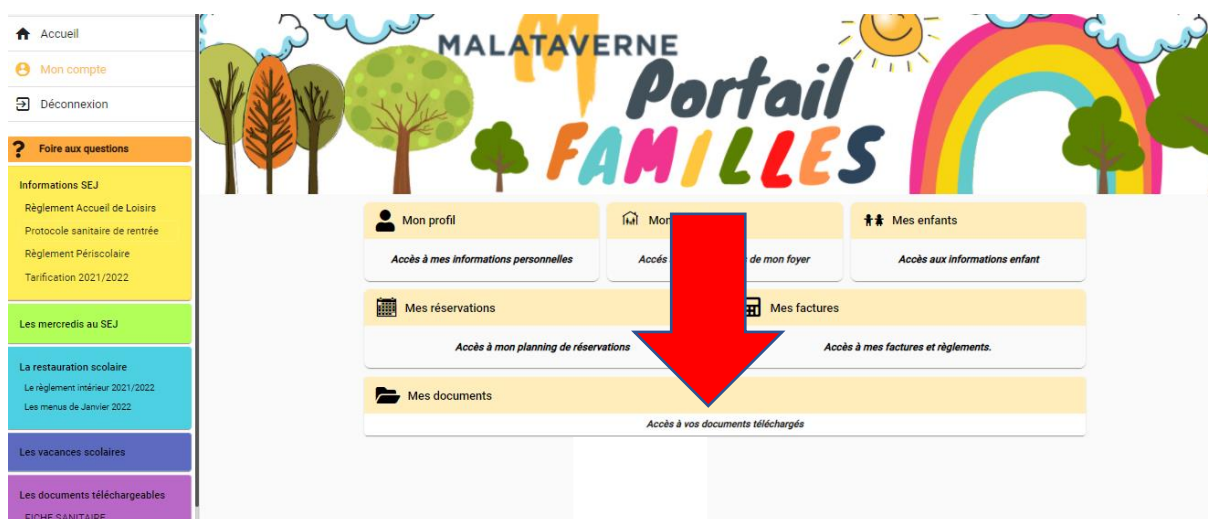 Accueil
Mon compte
Déconnexion
? Foire aux questions
Informations SEJ
Règlement Accueil de Loisirs
Protocole sanitaire de rentrée
Règlement Périscolaire
Tarification 2021/2022
Les mercredis au SEJ
La restauration scolaire
Le règlement intérieur 2021/2022
Les menus de Janvier 2022
Les vacances scolaires
Les documents téléchargeables
FICHE SANITAIRE
MALATAVERNE
Portail
FAMILLES
Mon profil
Accès à mes informations personnelles
Mon
Accés de mon foyer
Mes enfants
Accès aux informations enfant
Mes réservations
Accès à mon planning de réservations
Mes factures
Accès à mes factures et règlements.
Mes documents
Accès à vos documents téléchargés